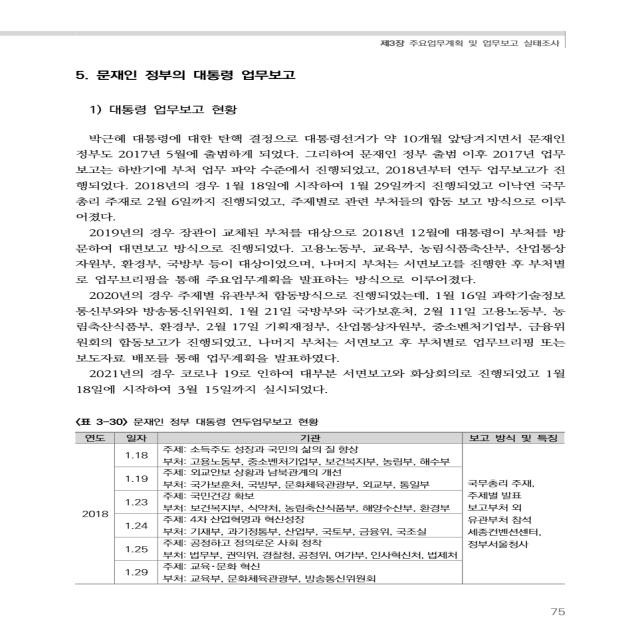 제3장 주요업무계획 및 업무보고 실태조사
5. 문재인 정부의 대통령 업무보고
1) 대통령 업무보고 현황
박근혜 대통령에 대한 탄핵 결정으로 대통령선거가 약 10개월 앞당겨지면서 문재인
정부도 2017년 5월에 출범하게 되었다. 그리하여 문재인 정부 출범 이후 2017년 업무
보고는 하반기에 부처 업무 파악 수준에서 진행되었고, 2018년부터 연두 업무보고가 진
행되었다. 2018년의 경우 1월 18일에 시작하여 1월 29일까지 진행되었고 이낙연 국무
총리 주재로 2월 6일까지 진행되었고, 주제별로 관련 부처들의 합동 보고 방식으로 이루
어졌다.
2019년의 경우 장관이 교체된 부처를 대상으로 2018년 12월에 대통령이 부처를 방
문하여 대면보고 방식으로 진행되었다. 고용노동부, 교육부, 농림식품축산부, 산업통상
자원부, 환경부, 국방부 등이 대상이었으며, 나머지 부처는 서면보고를 진행한 후 부처별
로 업무브리핑을 통해 주요업무계획을 발표하는 방식으로 이루어졌다.
2020년의 경우 주제별 유관부처 합동방식으로 진행되었는데, 1월 16일 과학기술정보
통신부와와 방송통신위원회, 1월 21일 국방부와 국가보훈처, 2월 11일 고용노동부, 농
림축산식품부, 환경부, 2월 17일 기획재정부, 산업통상자원부, 중소벤처기업부, 금융위
원회의 합동보고가 진행되었고, 나머지 부처는 서면보고 후 부처별로 업무브리핑 또는
보도자료 배포를 통해 업무계획을 발표하였다.
2021년의 경우 코로나 19로 인하여 대부분 서면보고와 화상회의로 진행되었고 1월
18일에 시작하여 3월 15일까지 실시되었다.
<표 3-30> 문재인 정부 대통령 연두업무보고 현황
연도 일자 기관 보고 방식 및 특징
2018
1.18
주제: 소득주도 성장과 국민의 삶의 질 향상
부처: 고용노동부, 중소벤처기업부, 보건복지부, 농림부, 해수부
1.19
주제: 외교안보 상황과 남북관계의 개선
부처: 국가보훈처, 국방부, 문화체육관광부, 외교부, 통일부
1.23
주제: 국민건강 확보
부처: 보건복지부, 식약처, 농림축산식품부, 해양수산부, 환경부
1.24
주제: 4차 산업혁명과 혁신성장
부처: 기재부, 과기정통부, 산업부, 국토부, 금융위, 국조실
1.25
주제: 공정하고 정의로운 사회 정착
부처: 법무부, 권익위, 경찰청, 공정위, 여가부, 인사혁신처, 법제처
1.29
주제: 교육·문화 혁신
부처: 교육부, 문화체육관광부, 방송통신위원회
국무총리 주재,
주제별 발표
보고부처 외
유관부처 참석
세종컨벤션센터,
정부서울청사
75